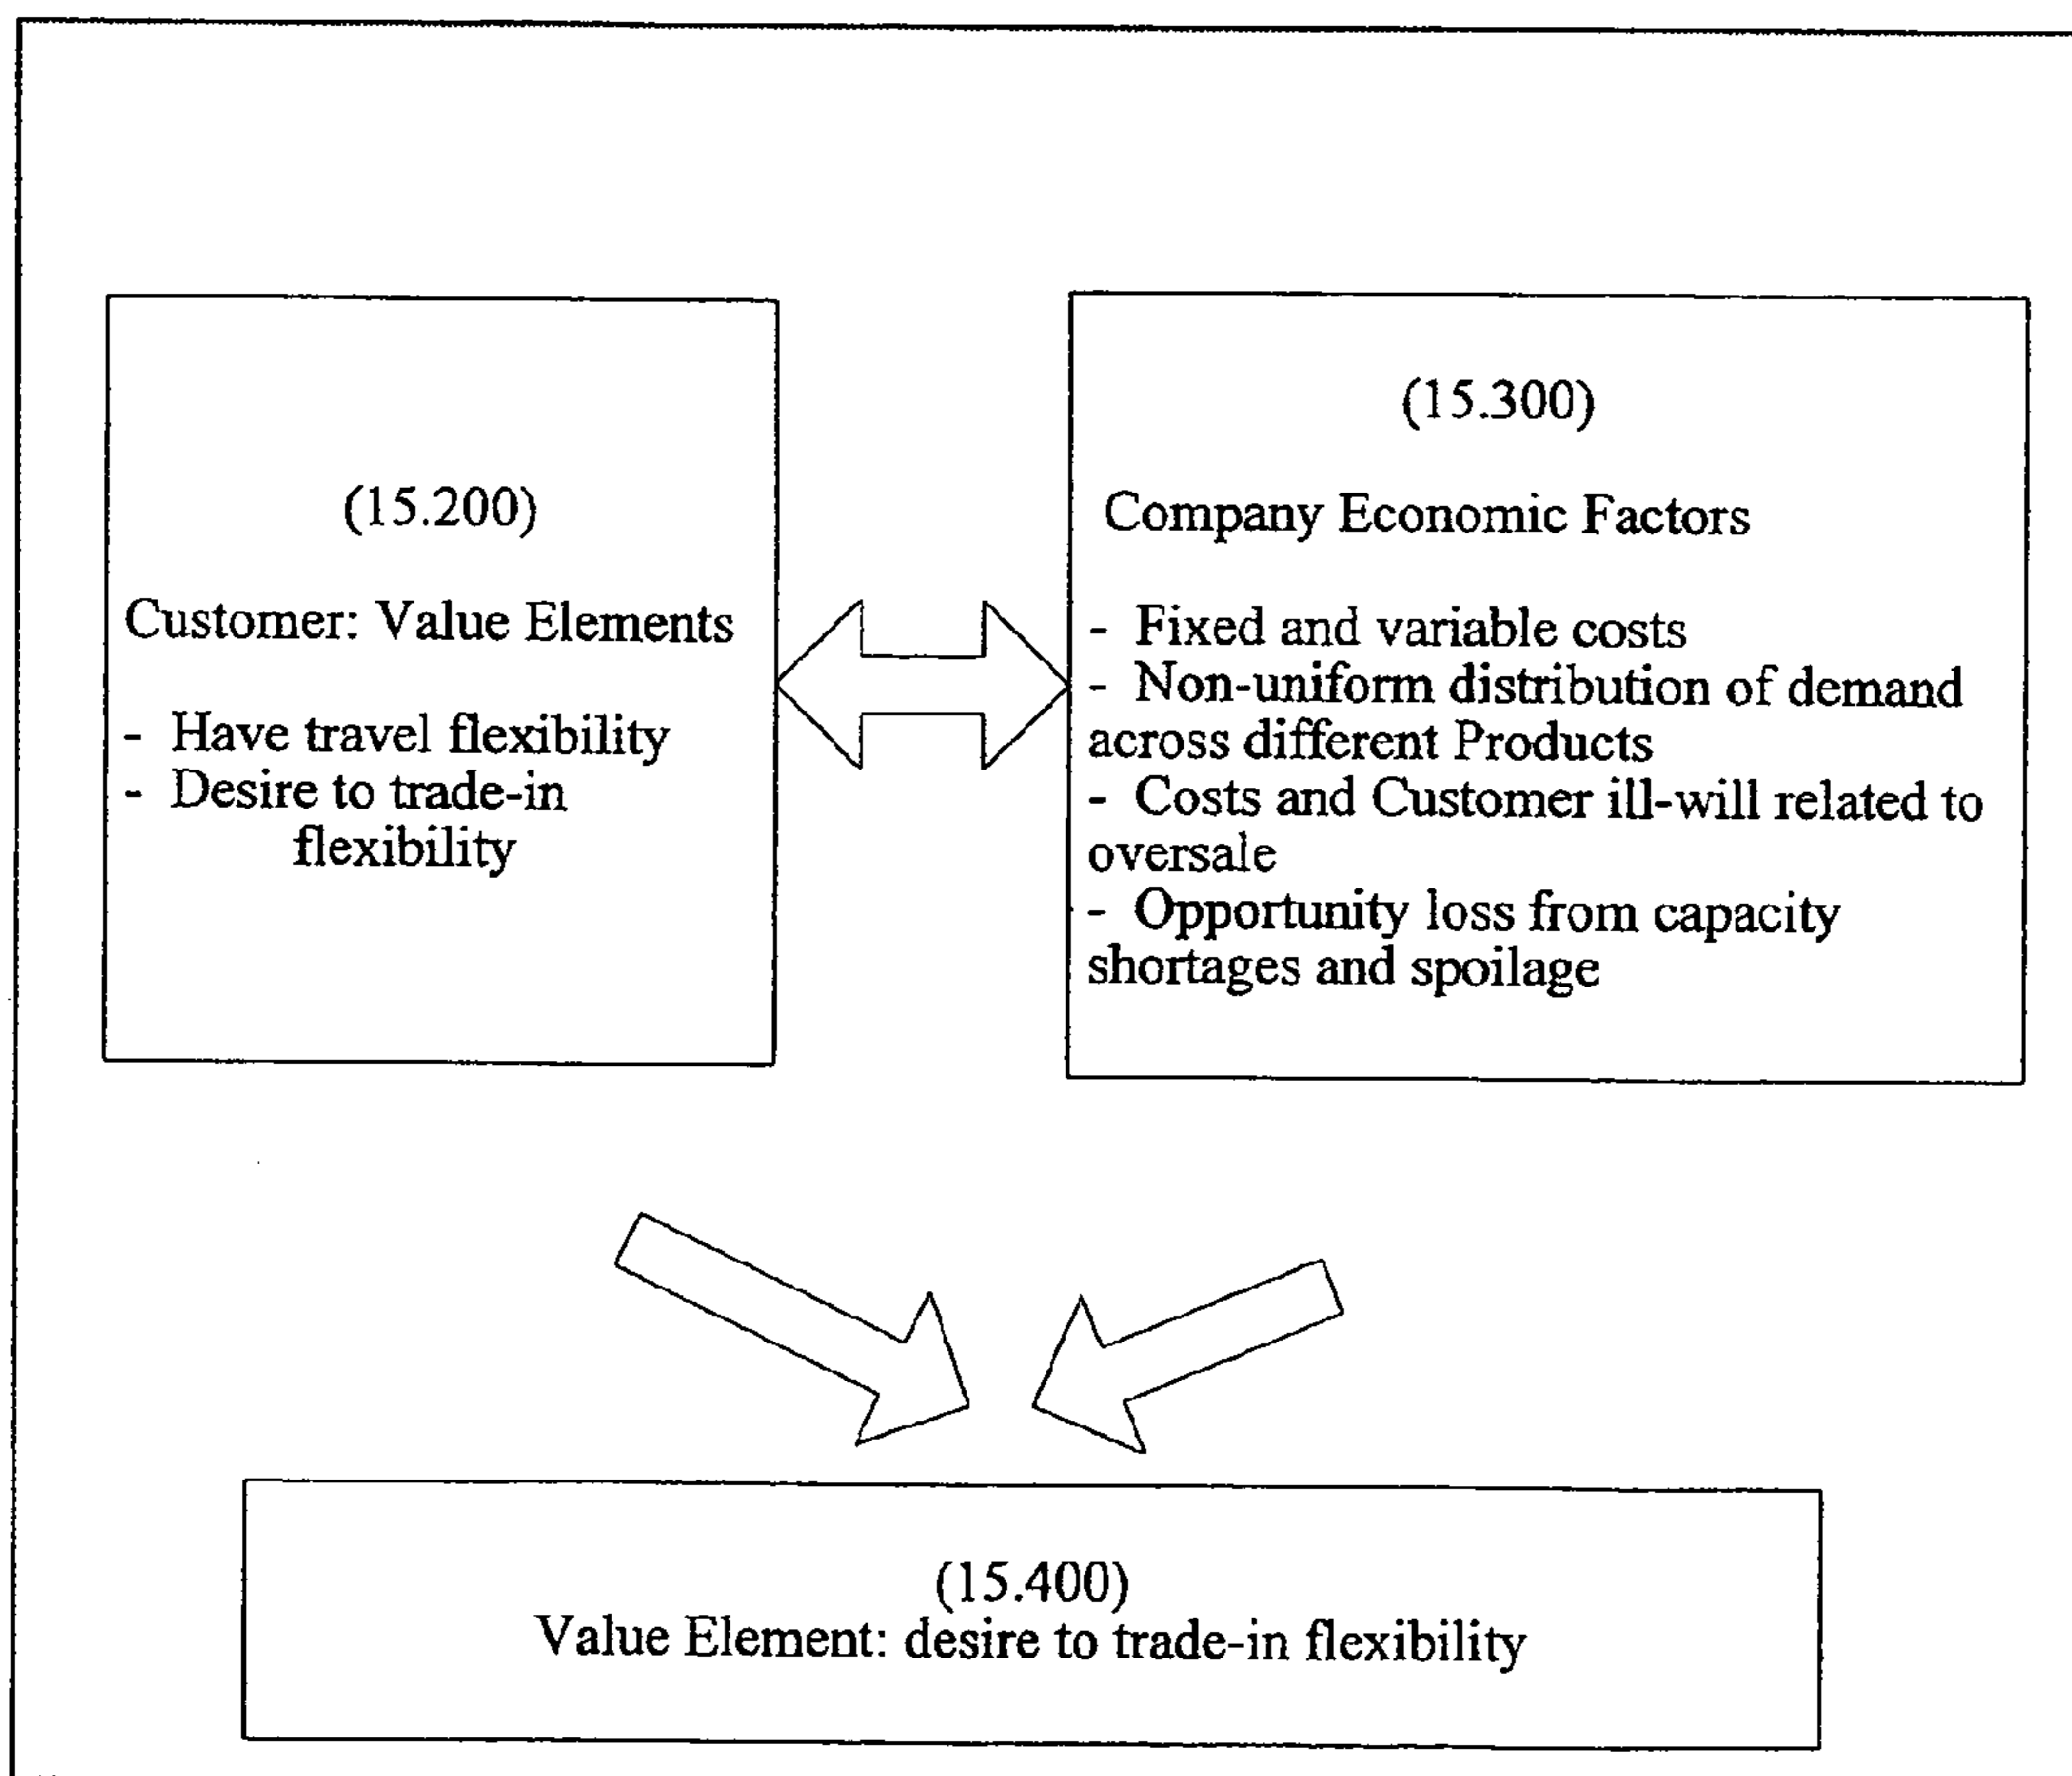 (15.200)
Customer: Value Elements
- Have travel flexibility
- Desire to trade-in
flexibility
(15.300)
Company Economic Factors
- Fixed and variable costs
- Non-uniform distribution of demand
across different Products
- Costs and Customer ill-will related to
oversale
- Opportunity loss from capacity
shortages and spoilage
(15.400)
Value Element: desire to trade-in flexibility